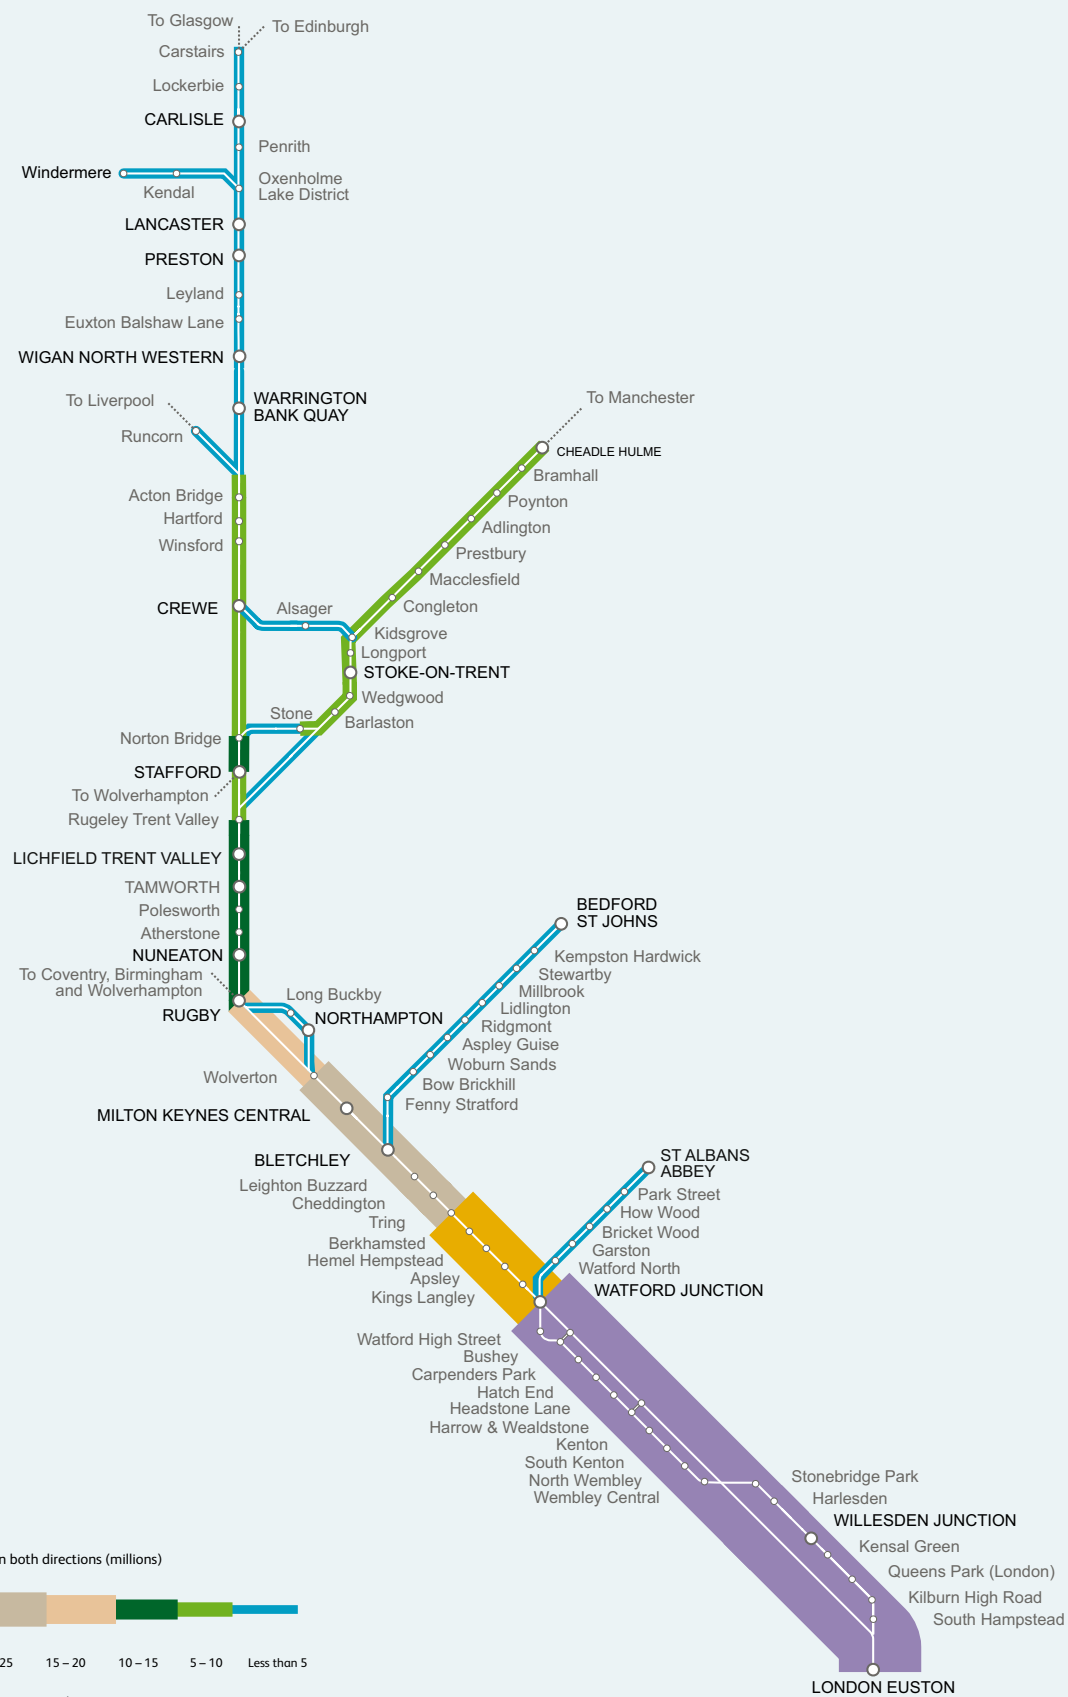 To Glasgow
To Edinburgh
Carstairs
Lockerbie
CARLISLE
Penrith
Windermere
Kendal
Oxenholme
Lake District
LANCASTER
PRESTON
Leyland
Euxton Balshaw Lane
WIGAN NORTH WESTERN
WARRINGTON
BANK QUAY
To Liverpool
Runcorn
To Manchester
CHEADLE HULME
Bramhall
Poynton
Adlington
Prestbury
Macclesfield
Congleton
Kidsgrove
Longport
STOKE-ON-TRENT
Wedgwood
Barlaston
Stone
Alsager
Acton Bridge
Hartford
Winsford
CREWE
Norton Bridge
STAFFORD
To Wolverhampton
Rugeley Trent Valley
LICHFIELD TRENT VALLEY
TAMWORTH
Polesworth
Atherstone
NUNEATON
To Coventry, Birmingham
and Wolverhampton
RUGBY
Long Buckby
NORTHAMPTON
Wolverton
MILTON KEYNES CENTRAL
BEDFORD
ST JOHNS
Kempston Hardwick
Stewartby
Millbrook
Lidlington
Ridgmont
Aspley Guise
Woburn Sands
Bow Brickhill
Fenny Stratford
BLETCHLEY
Leighton Buzzard
Cheddington
Tring
Berkhamsted
Hemel Hempstead
Apsley
Kings Langley
ST ALBANS
ABBEY
Park Street
How Wood
Bricket Wood
Garston
Watford North
WATFORD JUNCTION
Watford High Street
Bushey
Carpenders Park
Hatch End
Headstone Lane
Harrow & Wealdstone
Kenton
South Kenton
North Wembley
Wembley Central
Stonebridge Park
Harlesden
WILLESDEN JUNCTION
Kensal Green
Queens Park (London)
Kilburn High Road
South Hampstead
LONDON EUSTON
n both directions (millions)
25
15 – 20
10 – 15
5 – 10
Less than 5